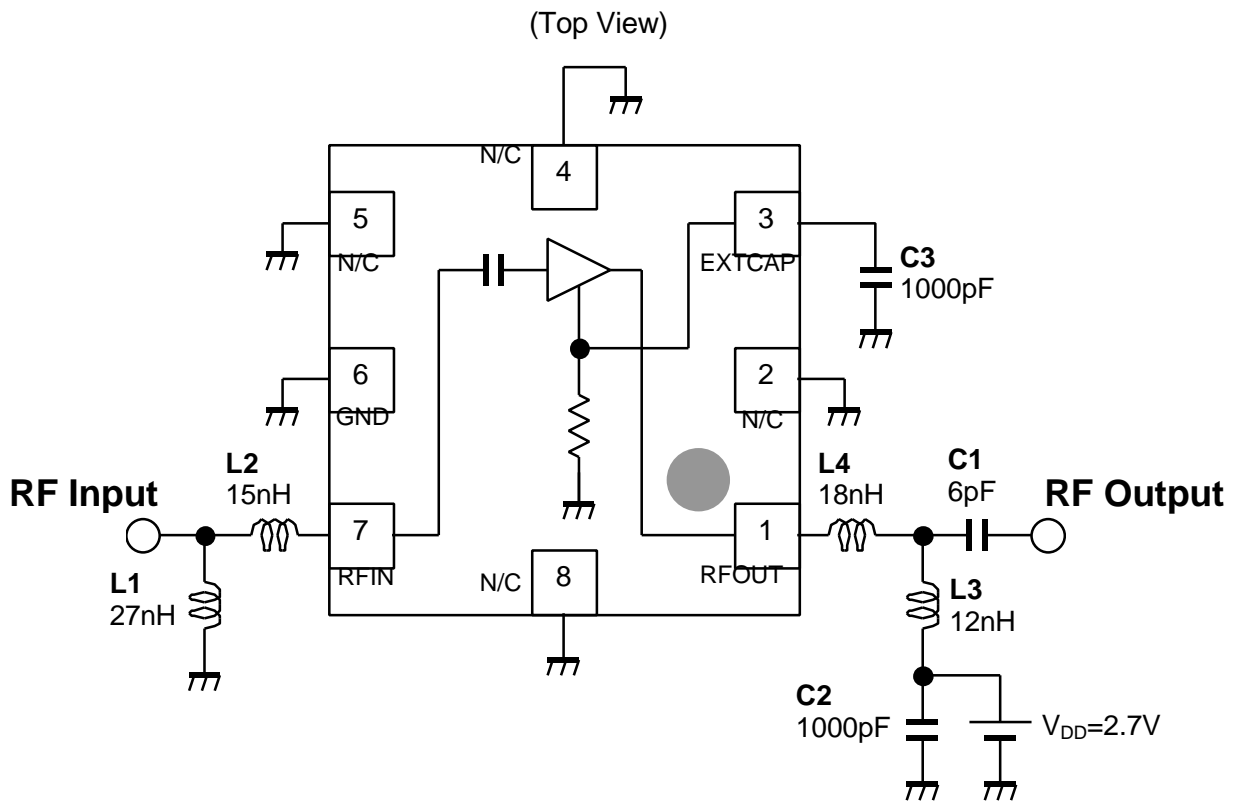 (Top View)
N/C
4
5
N/C
3
EXTCAP
C3
1000pF
6
GND
2
N/C
L2
15nH
RF Input
L4
18nH
C1
6pF
RF Output
7
RFIN
1
RFOUT
N/C
8
L1
27nH
L3
12nH
C2
1000pF
VDD=2.7V